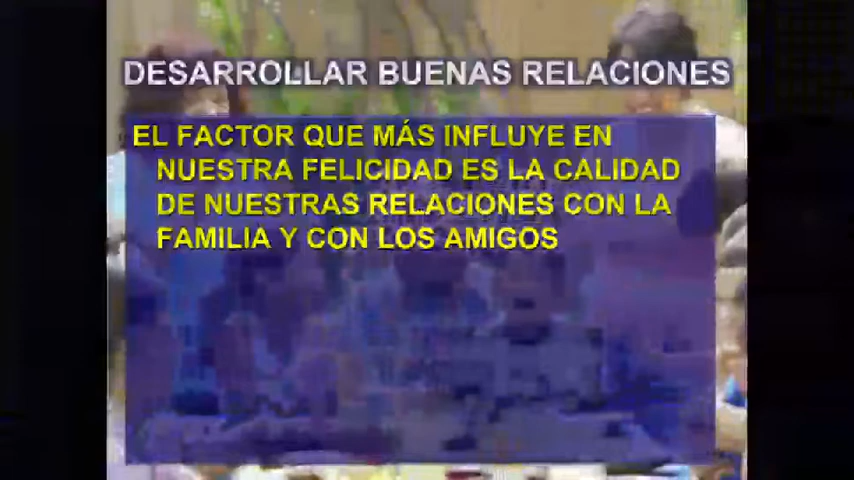 DESARROLLAR BUENAS RELACIONES
EL FACTOR QUE MÁS INFLUYE EN
NUESTRA FELICIDAD ES LA CALIDAD
DE NUESTRAS RELACIONES CON LA
FAMILIA Y CON LOS AMIGOS